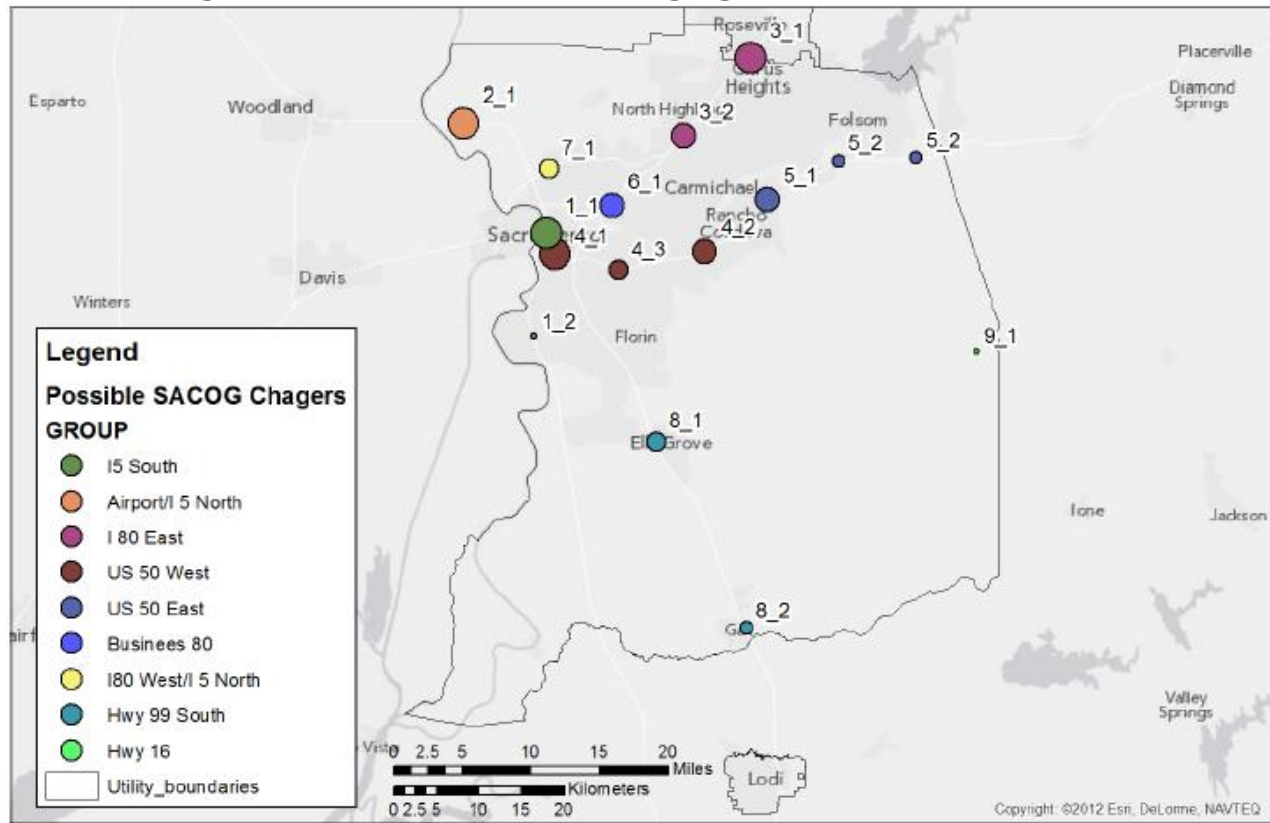 Roseville
3_1
Citrus
Heights
Placerville
Diamond
Springs
Esparto
Woodland
2_1
North Highl
3_2
Folsom
5_2
5_2
7_1
6_1
Carmichael
5_1
1_1
Rancho
Cordova
Sacr
4_1
4_2
4_3
Davis
Winters
1_2
Florin
9_1
8_1
Elk Grove
Ione
Jackson
8_2
Ga
Valley
Springs
Vist
Lodi
Legend
Possible SACOG Chagers
GROUP
I5 South
Airport/I 5 North
I 80 East
US 50 West
US 50 East
Businees 80
I80 West/I 5 North
Hwy 99 South
Hwy 16
Utility_boundaries
0 2.5 5 10 15 20
Miles
Kilometers
0 2.5 5 10 15 20
Copyright: ©2012 Esri, DeLorme, NAVTEQ